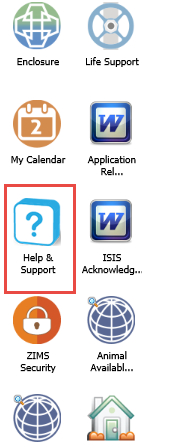 Enclosure
Life Support
2
My Calendar
W
Application
Rel...
?
Help &
Support
W
ISIS
Acknowledg...
ZIMS
Security
Animal
Availabl...